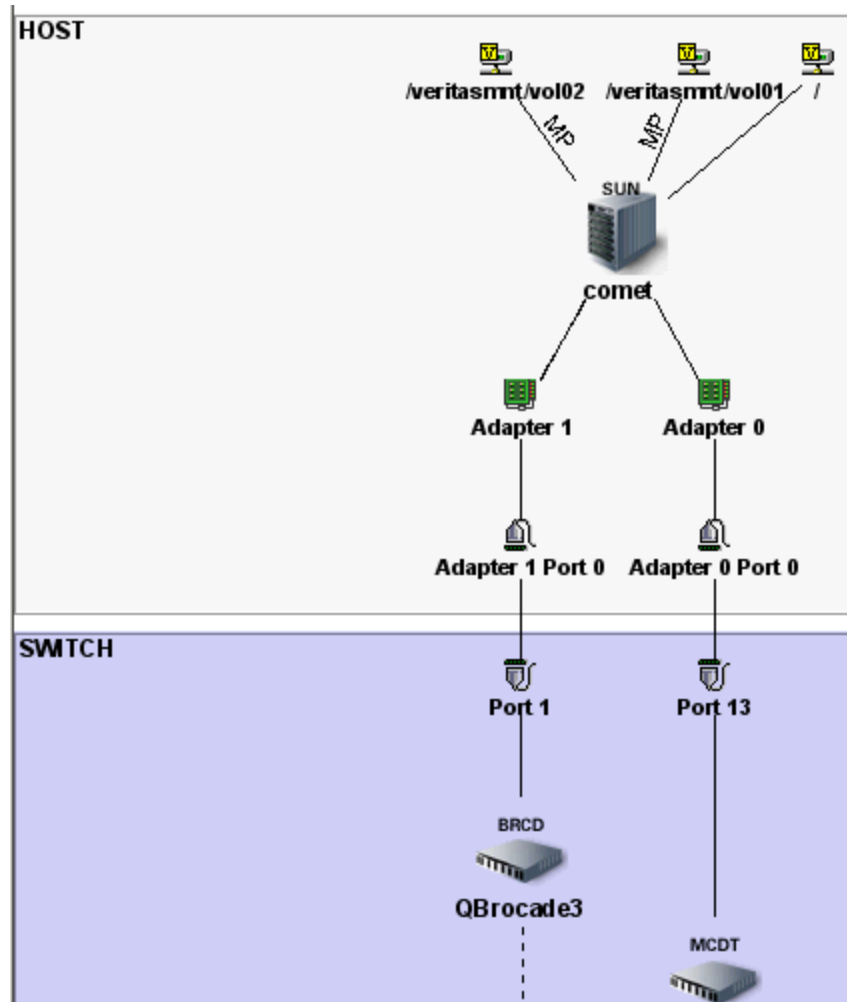 HOST
/veritasmnt/vol02 /veritasmnt/vol01 /
MP MP
SUN
comet
Adapter 1 Adapter 0
Adapter 1 Port 0 Adapter 0 Port 0
SWITCH
Port 1 Port 13
BRCD
QBrocade3
MCDT